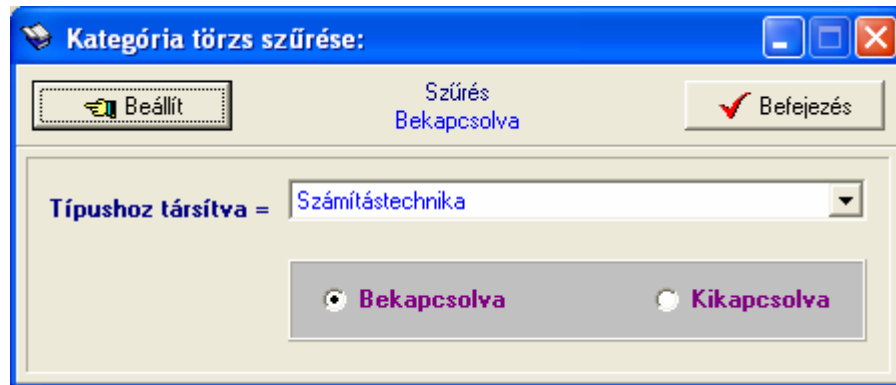 Kategória törzs szűrése:
Beállít
Szűrés
Bekapcsolva
Befejezés
Típushoz társítva =
Számítástechnika
Bekapcsolva
Kikapcsolva